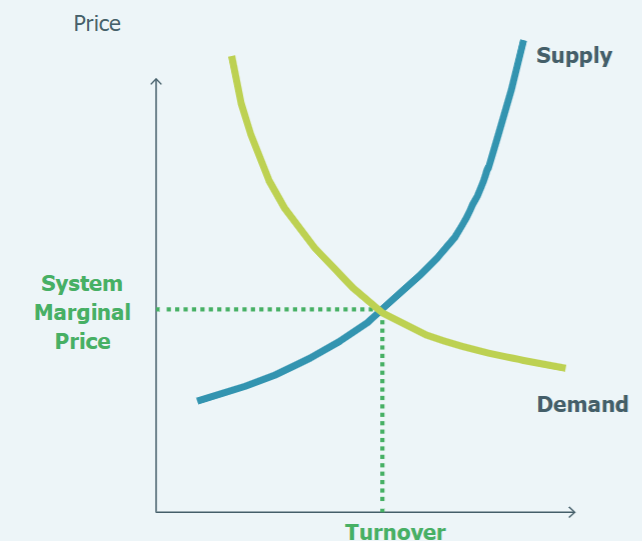 Price
Supply
System
Marginal
Price
Demand
Turnover